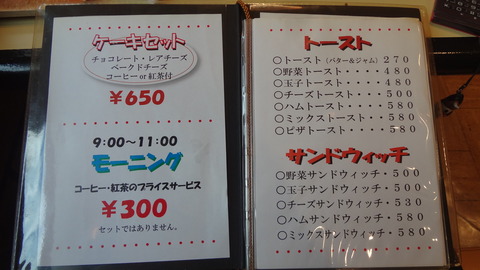 ケーキセット
チョコレート・レアチーズ
ベークドチーズ
コーヒー or 紅茶付
￥650
9:00～11:00
モーニング
コーヒー・紅茶のプライスサービス
￥300
セットではありません。
トースト
○トースト（バター&ジャム）270
○野菜トースト・・・・480
○玉子トースト・・・・480
○チーズトースト・・・500
○ハムトースト・・・・580
○ミックストースト・・580
○ピザトースト・・・・580
サンドウィッチ
○野菜サンドウィッチ・500
○玉子サンドウィッチ・500
○チーズサンドウィッチ・530
○ハムサンドウィッチ・580
○ミックスサンドウィッチ・580